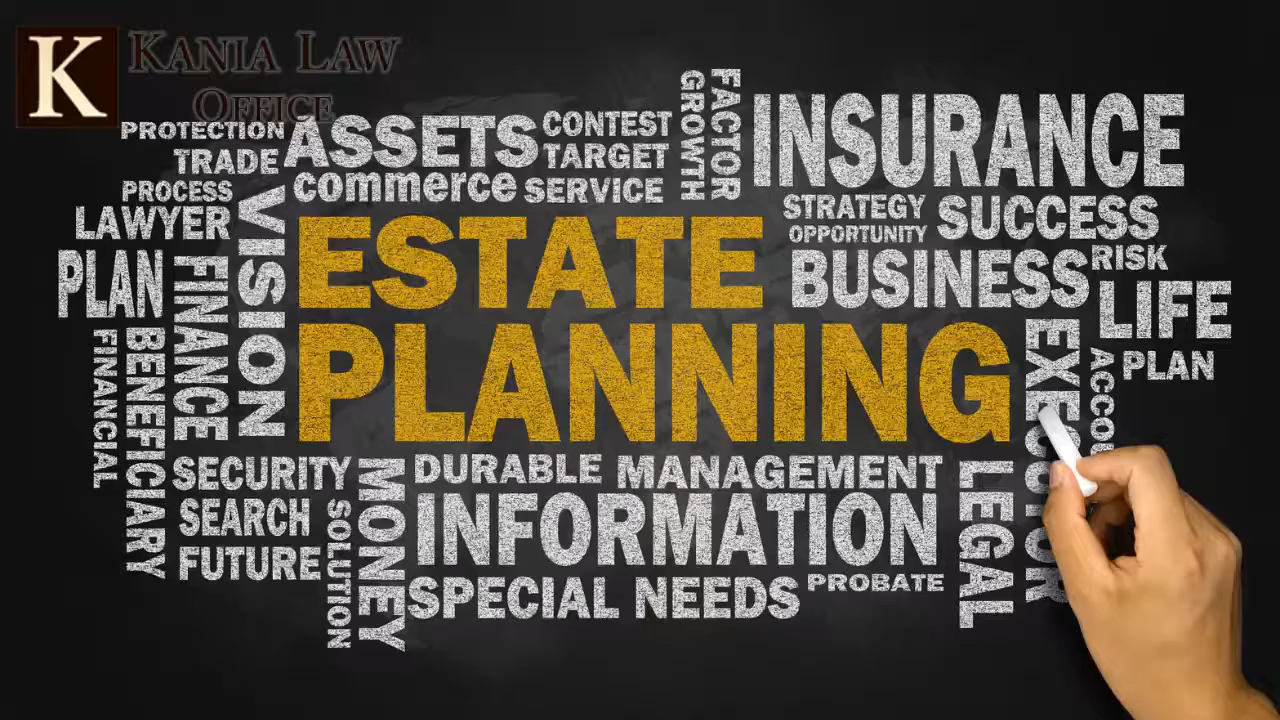 K
KANIA LAW
OFFICE
PROTECTION
TRADE
PROCESS
LAWYER
PLAN
FINANCIAL
BENEFICIARY
FINANCE
VISION
ASSETS
commerce
CONTEST
TARGET
SERVICE
GROWTH
FACTOR
INSURANCE
STRATEGY
OPPORTUNITY
SUCCESS
BUSINESS
RISK
LIFE
PLAN
ESTATE
PLANNING
SECURITY
SEARCH
FUTURE
SOLUTION
MONEY
DURABLE
MANAGEMENT
INFORMATION
SPECIAL NEEDS
PROBATE
LEGAL